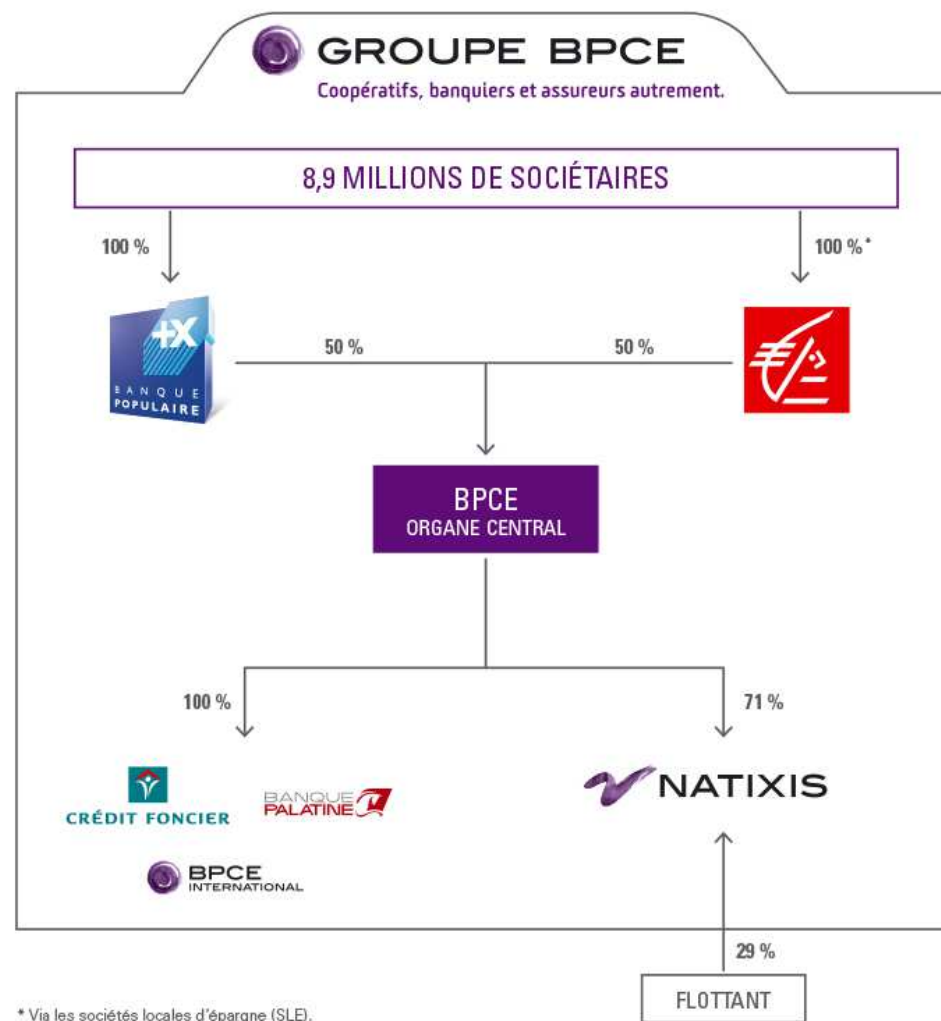 GROUPE BPCE
Coopératifs, banquiers et assureurs autrement.
8,9 MILLIONS DE SOCIÉTAIRES
100 %
100 %*
+X
BANQUE
POPULAIRE
50 %
50 %
BPCE
ORGANE CENTRAL
100 %
71 %
CRÉDIT FONCIER
BANQUE
PALATINE
NATIXIS
BPCE
INTERNATIONAL
29 %
FLOTTANT
* Via les sociétés locales d'épargne (SLE).